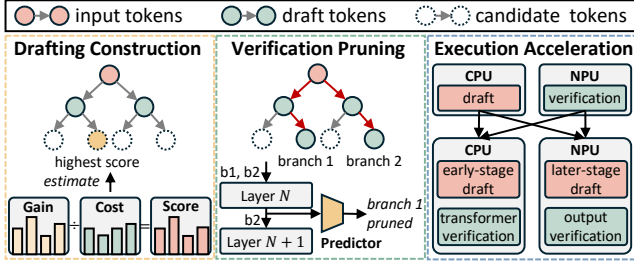 input tokens draft tokens candidate tokens
Drafting Construction
highest score
estimate
Gain ÷ Cost = Score
Verification Pruning
branch 1 branch 2
b1, b2
Layer N
b2
Layer N + 1
Predictor
branch 1
pruned
Execution Acceleration
CPU NPU
draft verification
CPU NPU
early-stage
draft
later-stage
draft
transformer
verification
output
verification